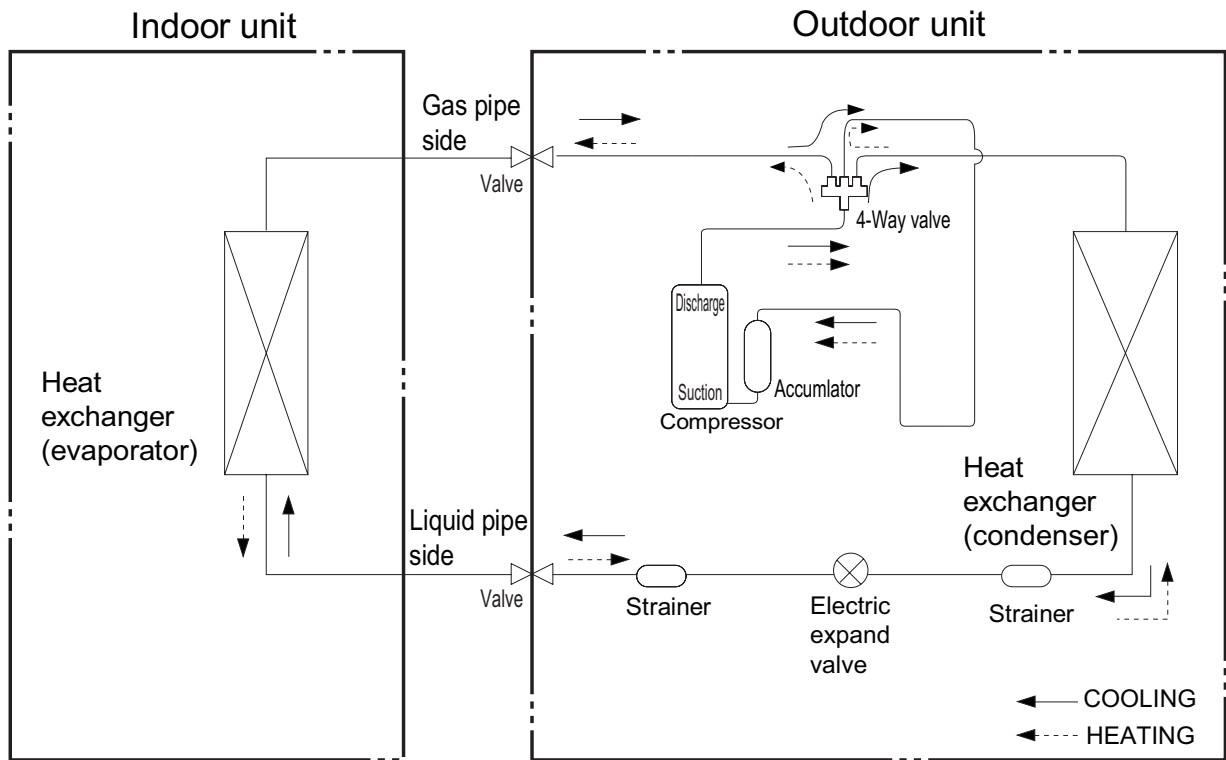 Indoor unit
Outdoor unit
Gas pipe
side
Valve
4-Way valve
Discharge
Suction
Compressor
Accumlator
Heat
exchanger
(evaporator)
Heat
exchanger
(condenser)
Liquid pipe
side
Valve
Strainer
Electric
expand
valve
Strainer
COOLING
HEATING